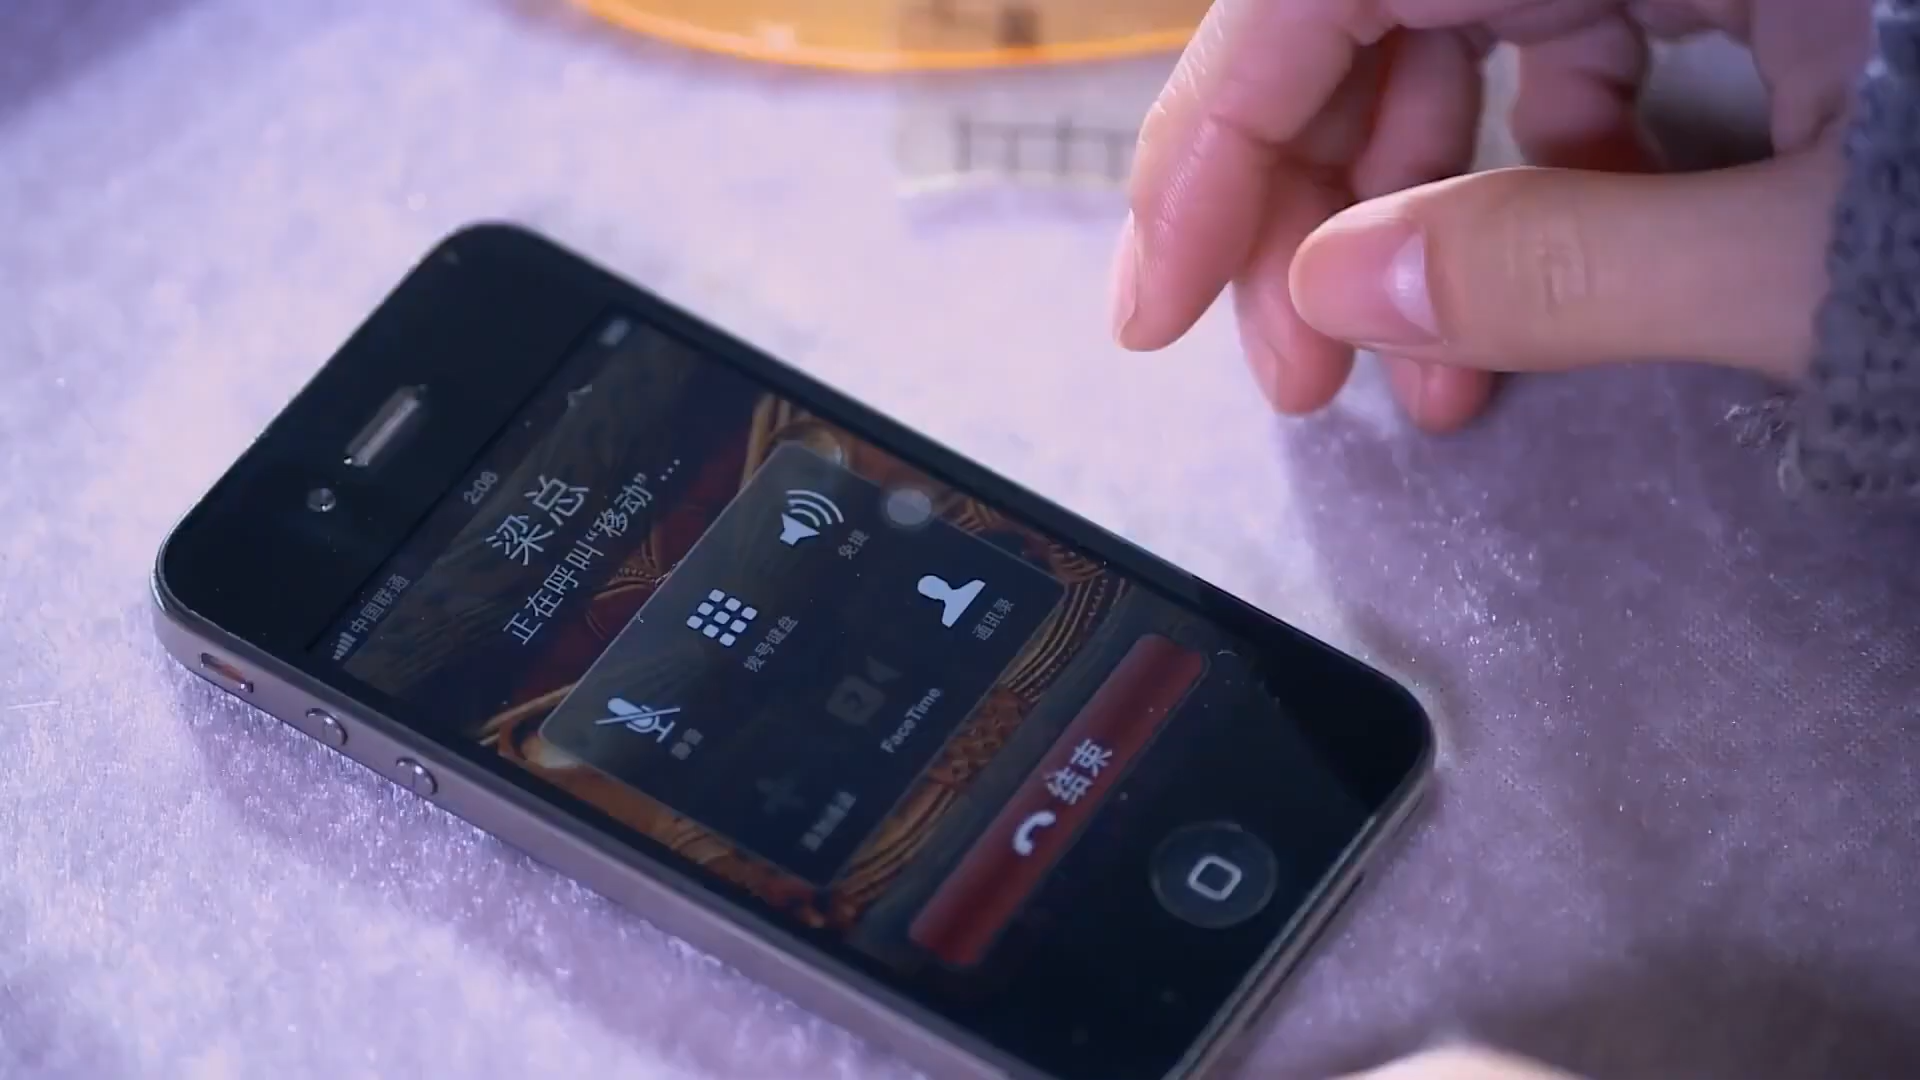 中国联通
2:08
梁总
正在呼叫“移动”…
静音
拨号键盘
免提
FaceTime
通讯录
结束